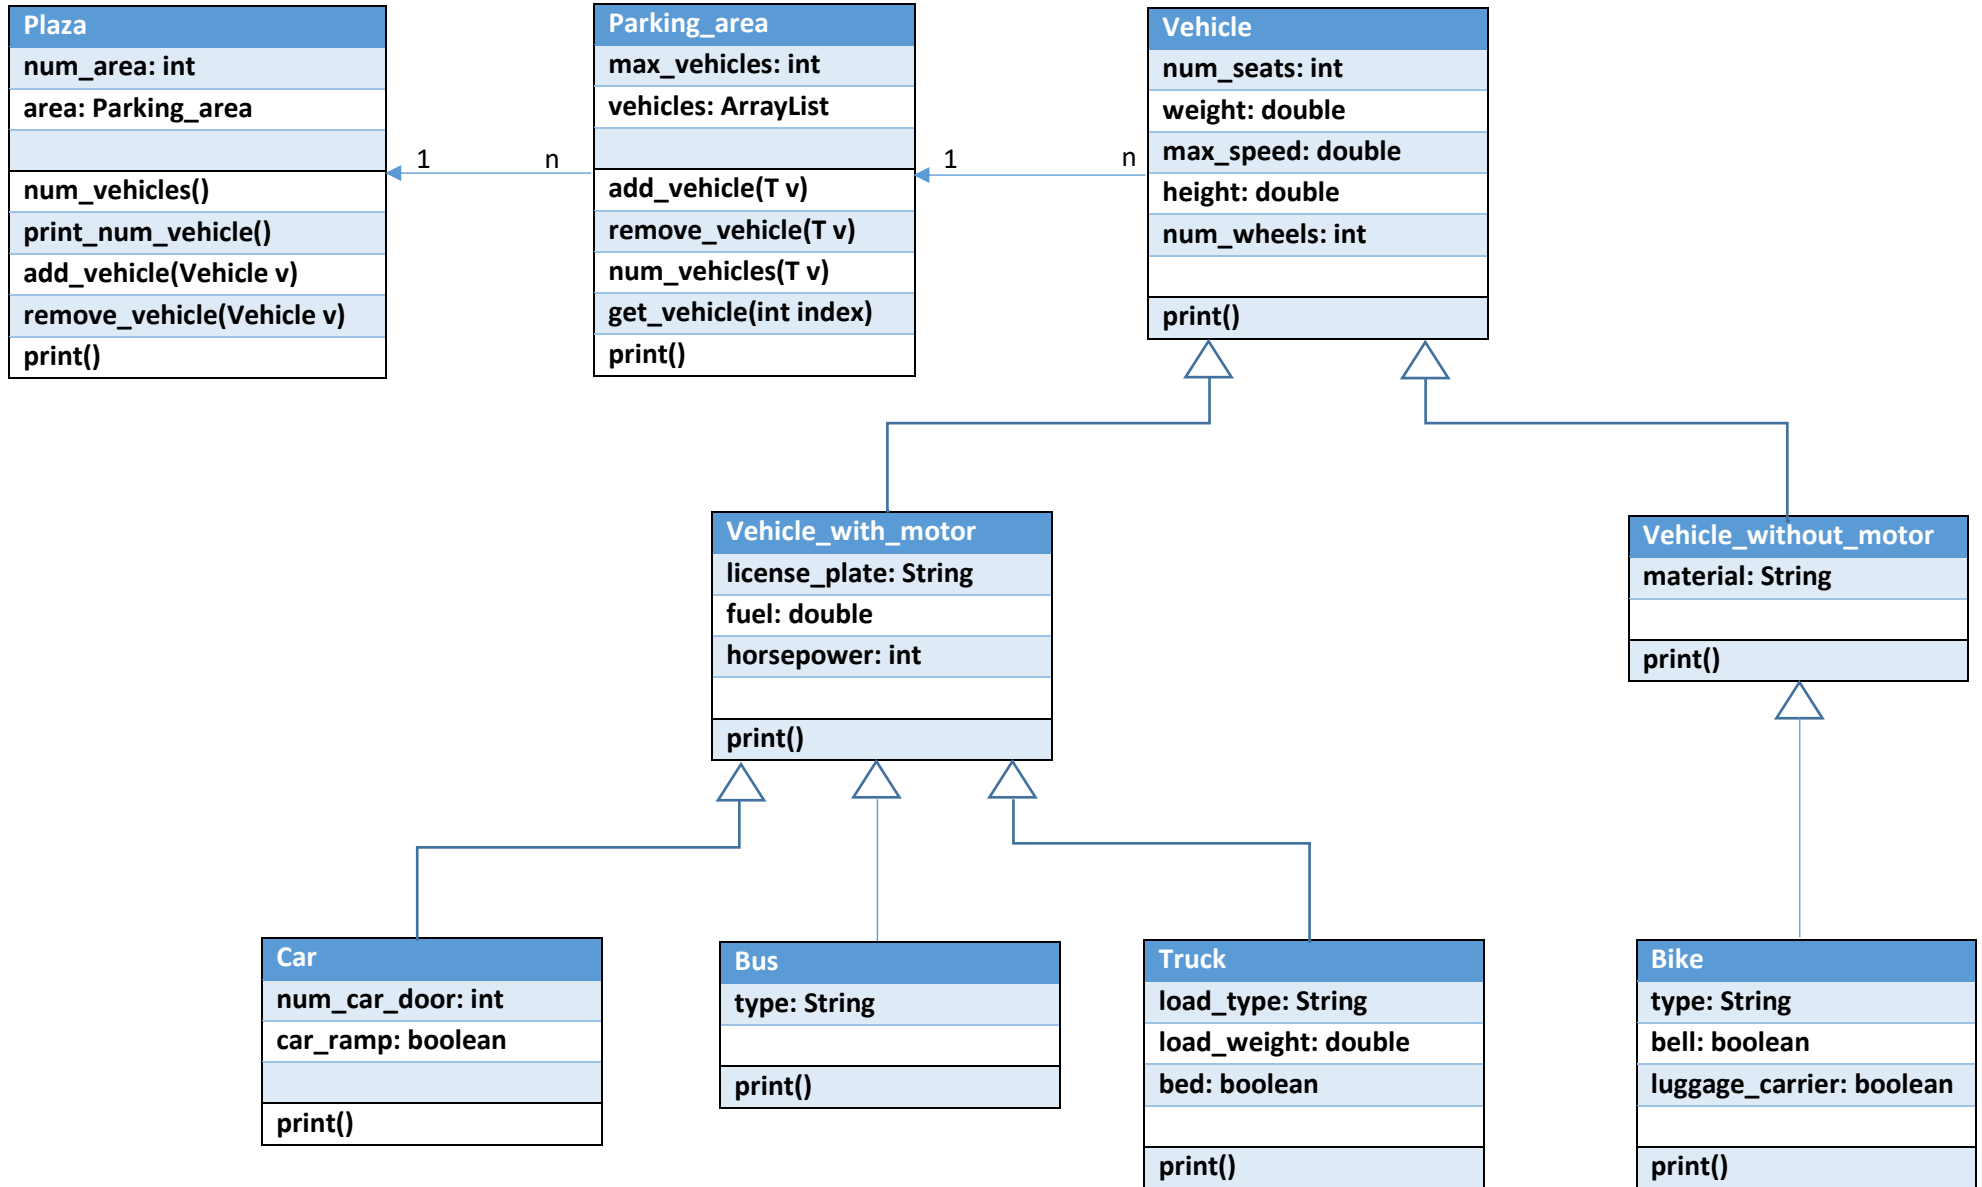 Plaza
num_area: int
area: Parking_area
num_vehicles()
print_num_vehicle()
add_vehicle(Vehicle v)
remove_vehicle(Vehicle v)
print()
1
n
Parking_area
max_vehicles: int
vehicles: ArrayList
add_vehicle(T v)
remove_vehicle(T v)
num_vehicles(T v)
get_vehicle(int index)
print()
1
n
Vehicle
num_seats: int
weight: double
max_speed: double
height: double
num_wheels: int
print()
Vehicle_with_motor
license_plate: String
fuel: double
horsepower: int
print()
Vehicle_without_motor
material: String
print()
Car
num_car_door: int
car_ramp: boolean
print()
Bus
type: String
print()
Truck
load_type: String
load_weight: double
bed: boolean
print()
Bike
type: String
bell: boolean
luggage_carrier: boolean
print()